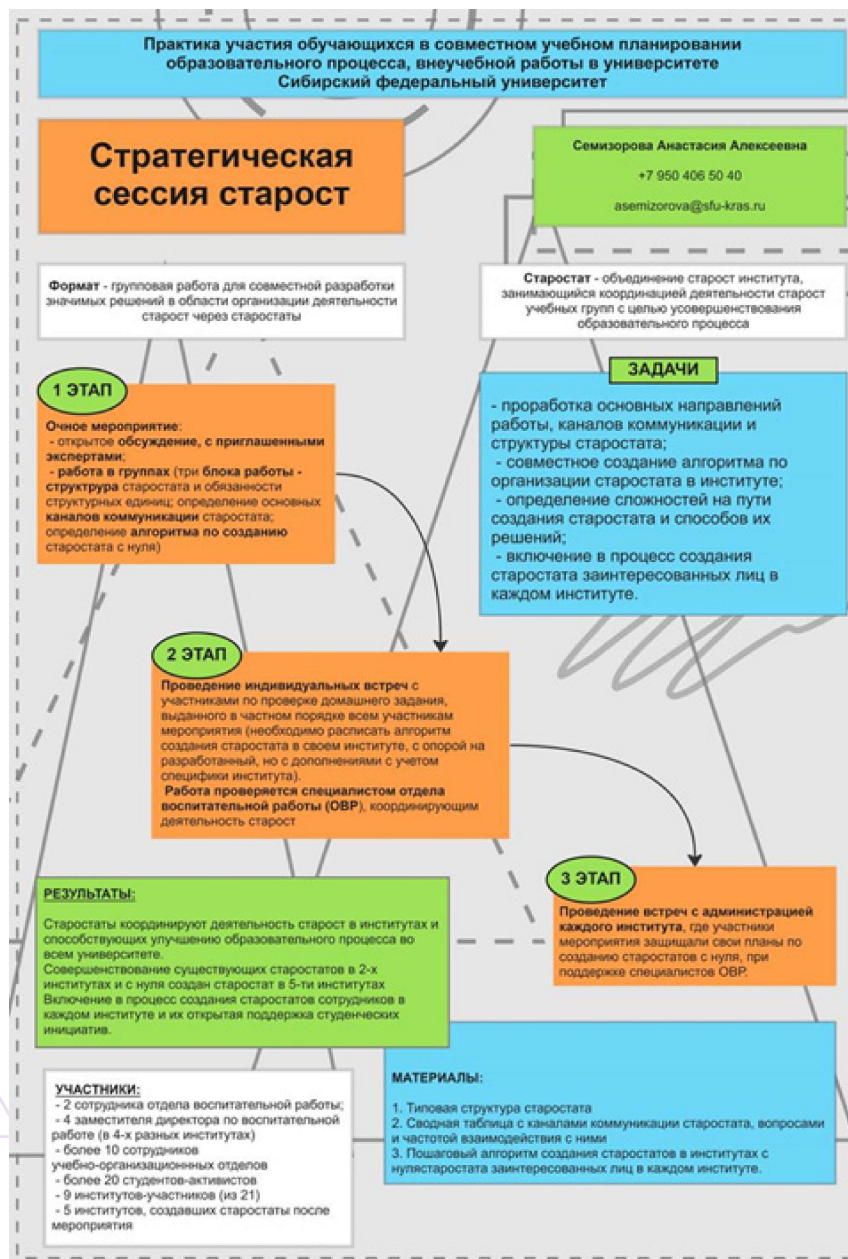 Практика участия обучающихся в совместном учебном планировании
образовательного процесса, внеучебной работы в университете
Сибирский федеральный университет
Стратегическая
сессия старост
Семизорова Анастасия Алексеевна
+7 950 406 50 40
asemizorova@sfu-kras.ru
Формат - групповая работа для совместной разработки
значимых решений в области организации деятельности
старост через старостаты
Старостат - объединение старост института,
занимающийся координацией деятельности старост
учебных групп с целью усовершенствования
образовательного процесса
1 ЭТАП
Очное мероприятие:
- открытое обсуждение, с приглашенными
экспертами;
- работа в группах (три блока работы -
структрура старостата и обязанности
структурных единиц; определение основных
каналов коммуникации старостата;
определение алгоритма по созданию
старостата с нуля)
ЗАДАЧИ
- проработка основных направлений
работы, каналов коммуникации и
структуры старостата;
- совместное создание алгоритма по
организации старостата в институте;
- определение сложностей на пути
создания старостата и способов их
решений;
- включение в процесс создания
старостата заинтересованных лиц в
каждом институте.
2 ЭТАП
Проведение индивидуальных встреч с
участниками по проверке домашнего задания,
выданного в частном порядке всем участникам
мероприятия (необходимо расписать алгоритм
создания старостата в своем институте, с опорой на
разработанный, но с дополнениями с учетом
специфики института).
Работа проверяется специалистом отдела
воспитательной работы (ОВР), координирующим
деятельность старост
3 ЭТАП
Проведение встреч с администрацией
каждого института, где участники
мероприятия защищали свои планы по
созданию старостатов с нуля, при
поддержке специалистов ОВР.
РЕЗУЛЬТАТЫ:
Старостаты координируют деятельность старост в институтах и
способствующих улучшению образовательного процесса во
всем университете.
Совершенствование существующих старостатов в 2-х
институтах и с нуля создан старостат в 5-ти институтах
Включение в процесс создания старостатов сотрудников в
каждом институте и их открытая поддержка студенческих
инициатив.
УЧАСТНИКИ:
- 2 сотрудника отдела воспитательной работы;
- 4 заместителя директора по воспитательной
работе (в 4-х разных институтах)
- более 10 сотрудников
учебно-организационнных отделов
- более 20 студентов-активистов
- 9 институтов-участников (из 21)
- 5 институтов, создавших старостаты после
мероприятия
МАТЕРИАЛЫ:
1. Типовая структура старостата
2. Сводная таблица с каналами коммуникации старостата, вопросами
и частотой взаимодействия с ними
3. Пошаговый алгоритм создания старостатов в институтах с
нулястаростата заинтересованных лиц в каждом институте.